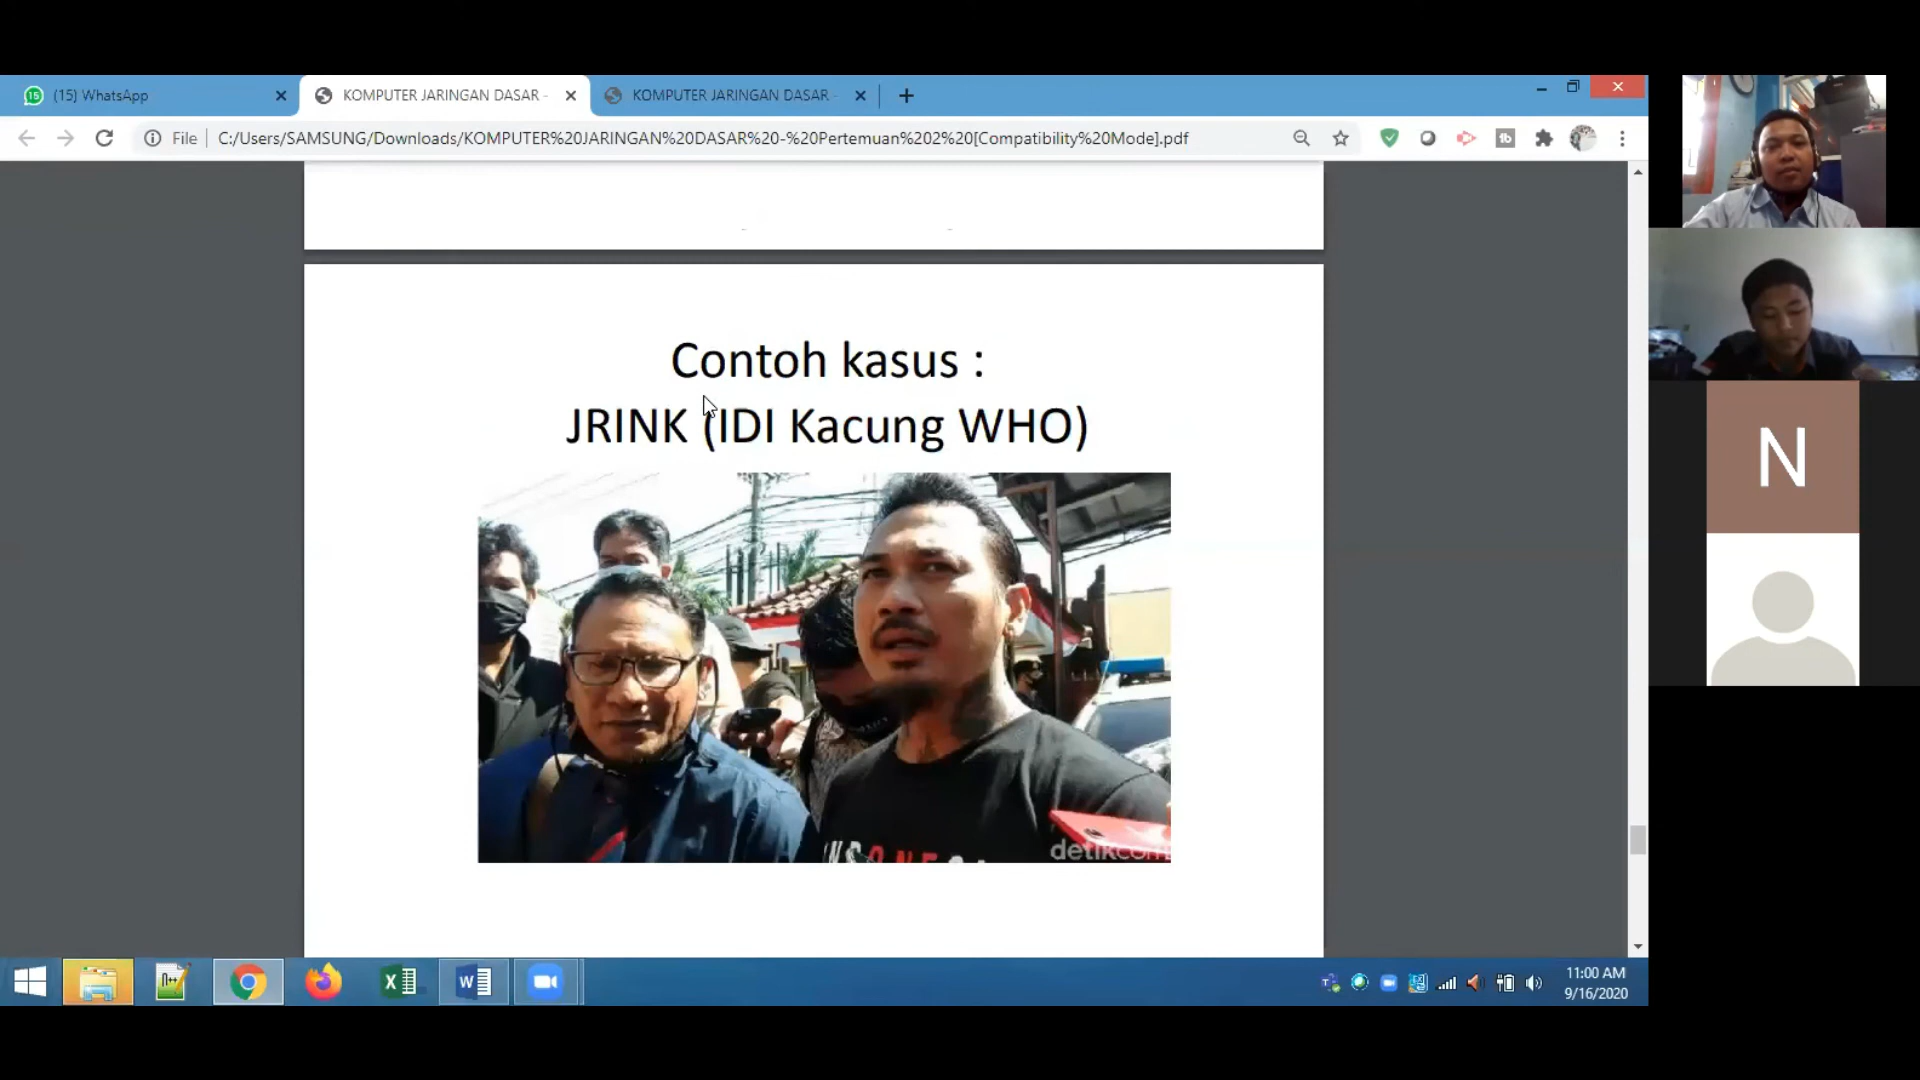 (15) WhatsApp
KOMPUTER JARINGAN DASAR -
KOMPUTER JARINGAN DASAR -
File
C:/Users/SAMSUNG/Downloads/KOMPUTER%20JARINGAN%20DASAR%20-%20Pertemuan%202%20[Compatibility%20Mode].pdf
Contoh kasus :
JRINK (IDI Kacung WHO)
detikcom
N
11:00 AM
9/16/2020